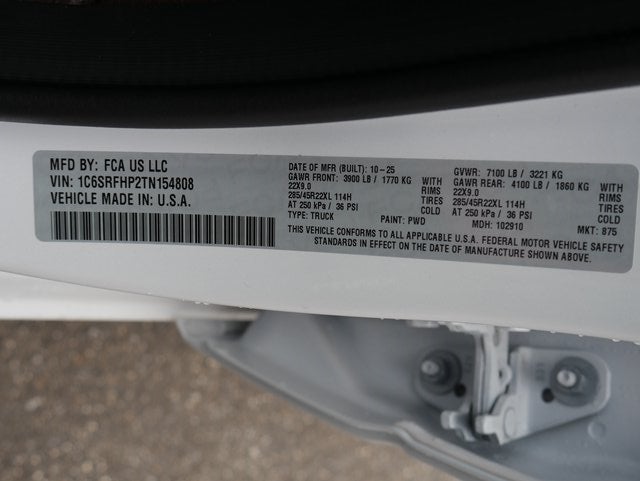 MFD BY: FCA US LLC
VIN: 1C6SRFHP2TN154808
VEHICLE MADE IN U.S.A.
DATE OF MFR (BUILT): 10-25
GAWR FRONT: 3900 LB / 1770 KG WITH
22X9.0 RIMS
285/45R22XL 114H TIRES
AT 250 kPa / 36 PSI COLD
TYPE: TRUCK PAINT: PWD
GVWR: 7100 LB / 3221 KG
GAWR REAR: 4100 LB / 1860 KG WITH
22X9.0 RIMS
285/45R22XL 114H TIRES
AT 250 kPa / 36 PSI COLD
MDH: 102910 MKT: 875
THIS VEHICLE CONFORMS TO ALL APPLICABLE U.S.A. FEDERAL MOTOR VEHICLE SAFETY
STANDARDS IN EFFECT ON THE DATE OF MANUFACTURE SHOWN ABOVE.